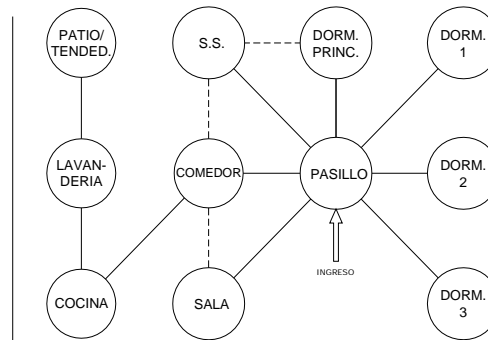 PATIO/
TENDED.
S.S.
DORM.
PRINC.
DORM.
1
LAVAN-
DERIA
COMEDOR
PASILLO
DORM.
2
INGRESO
COCINA
SALA
DORM.
3